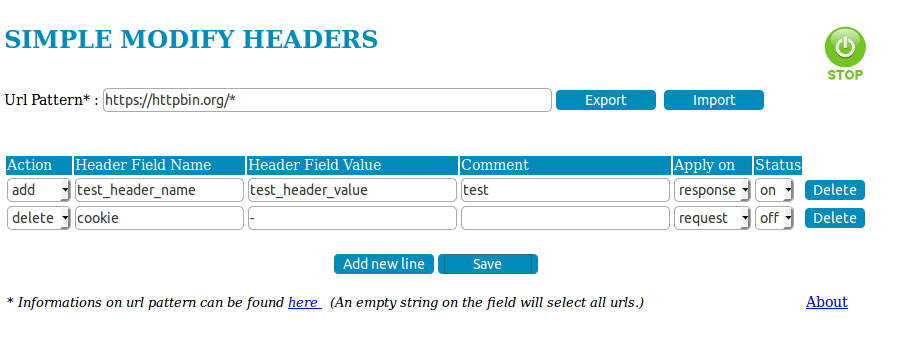 SIMPLE MODIFY HEADERS
STOP
Url Pattern* : https://httpbin.org/* Export Import
Action Header Field Name Header Field Value Comment Apply on Status
add test_header_name test_header_value test response on Delete
delete cookie - request off Delete
Add new line Save
* Informations on url pattern can be found here (An empty string on the field will select all urls.) About